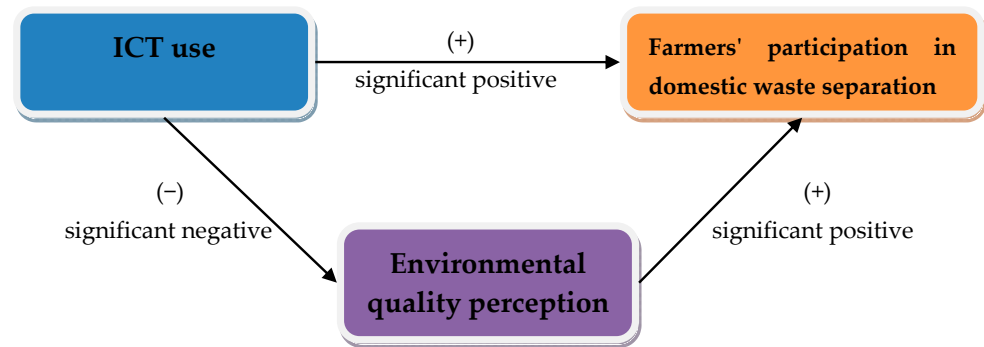 ICT use
(+)
significant positive
Farmers' participation in
domestic waste separation
(−)
significant negative
(+)
significant positive
Environmental
quality perception